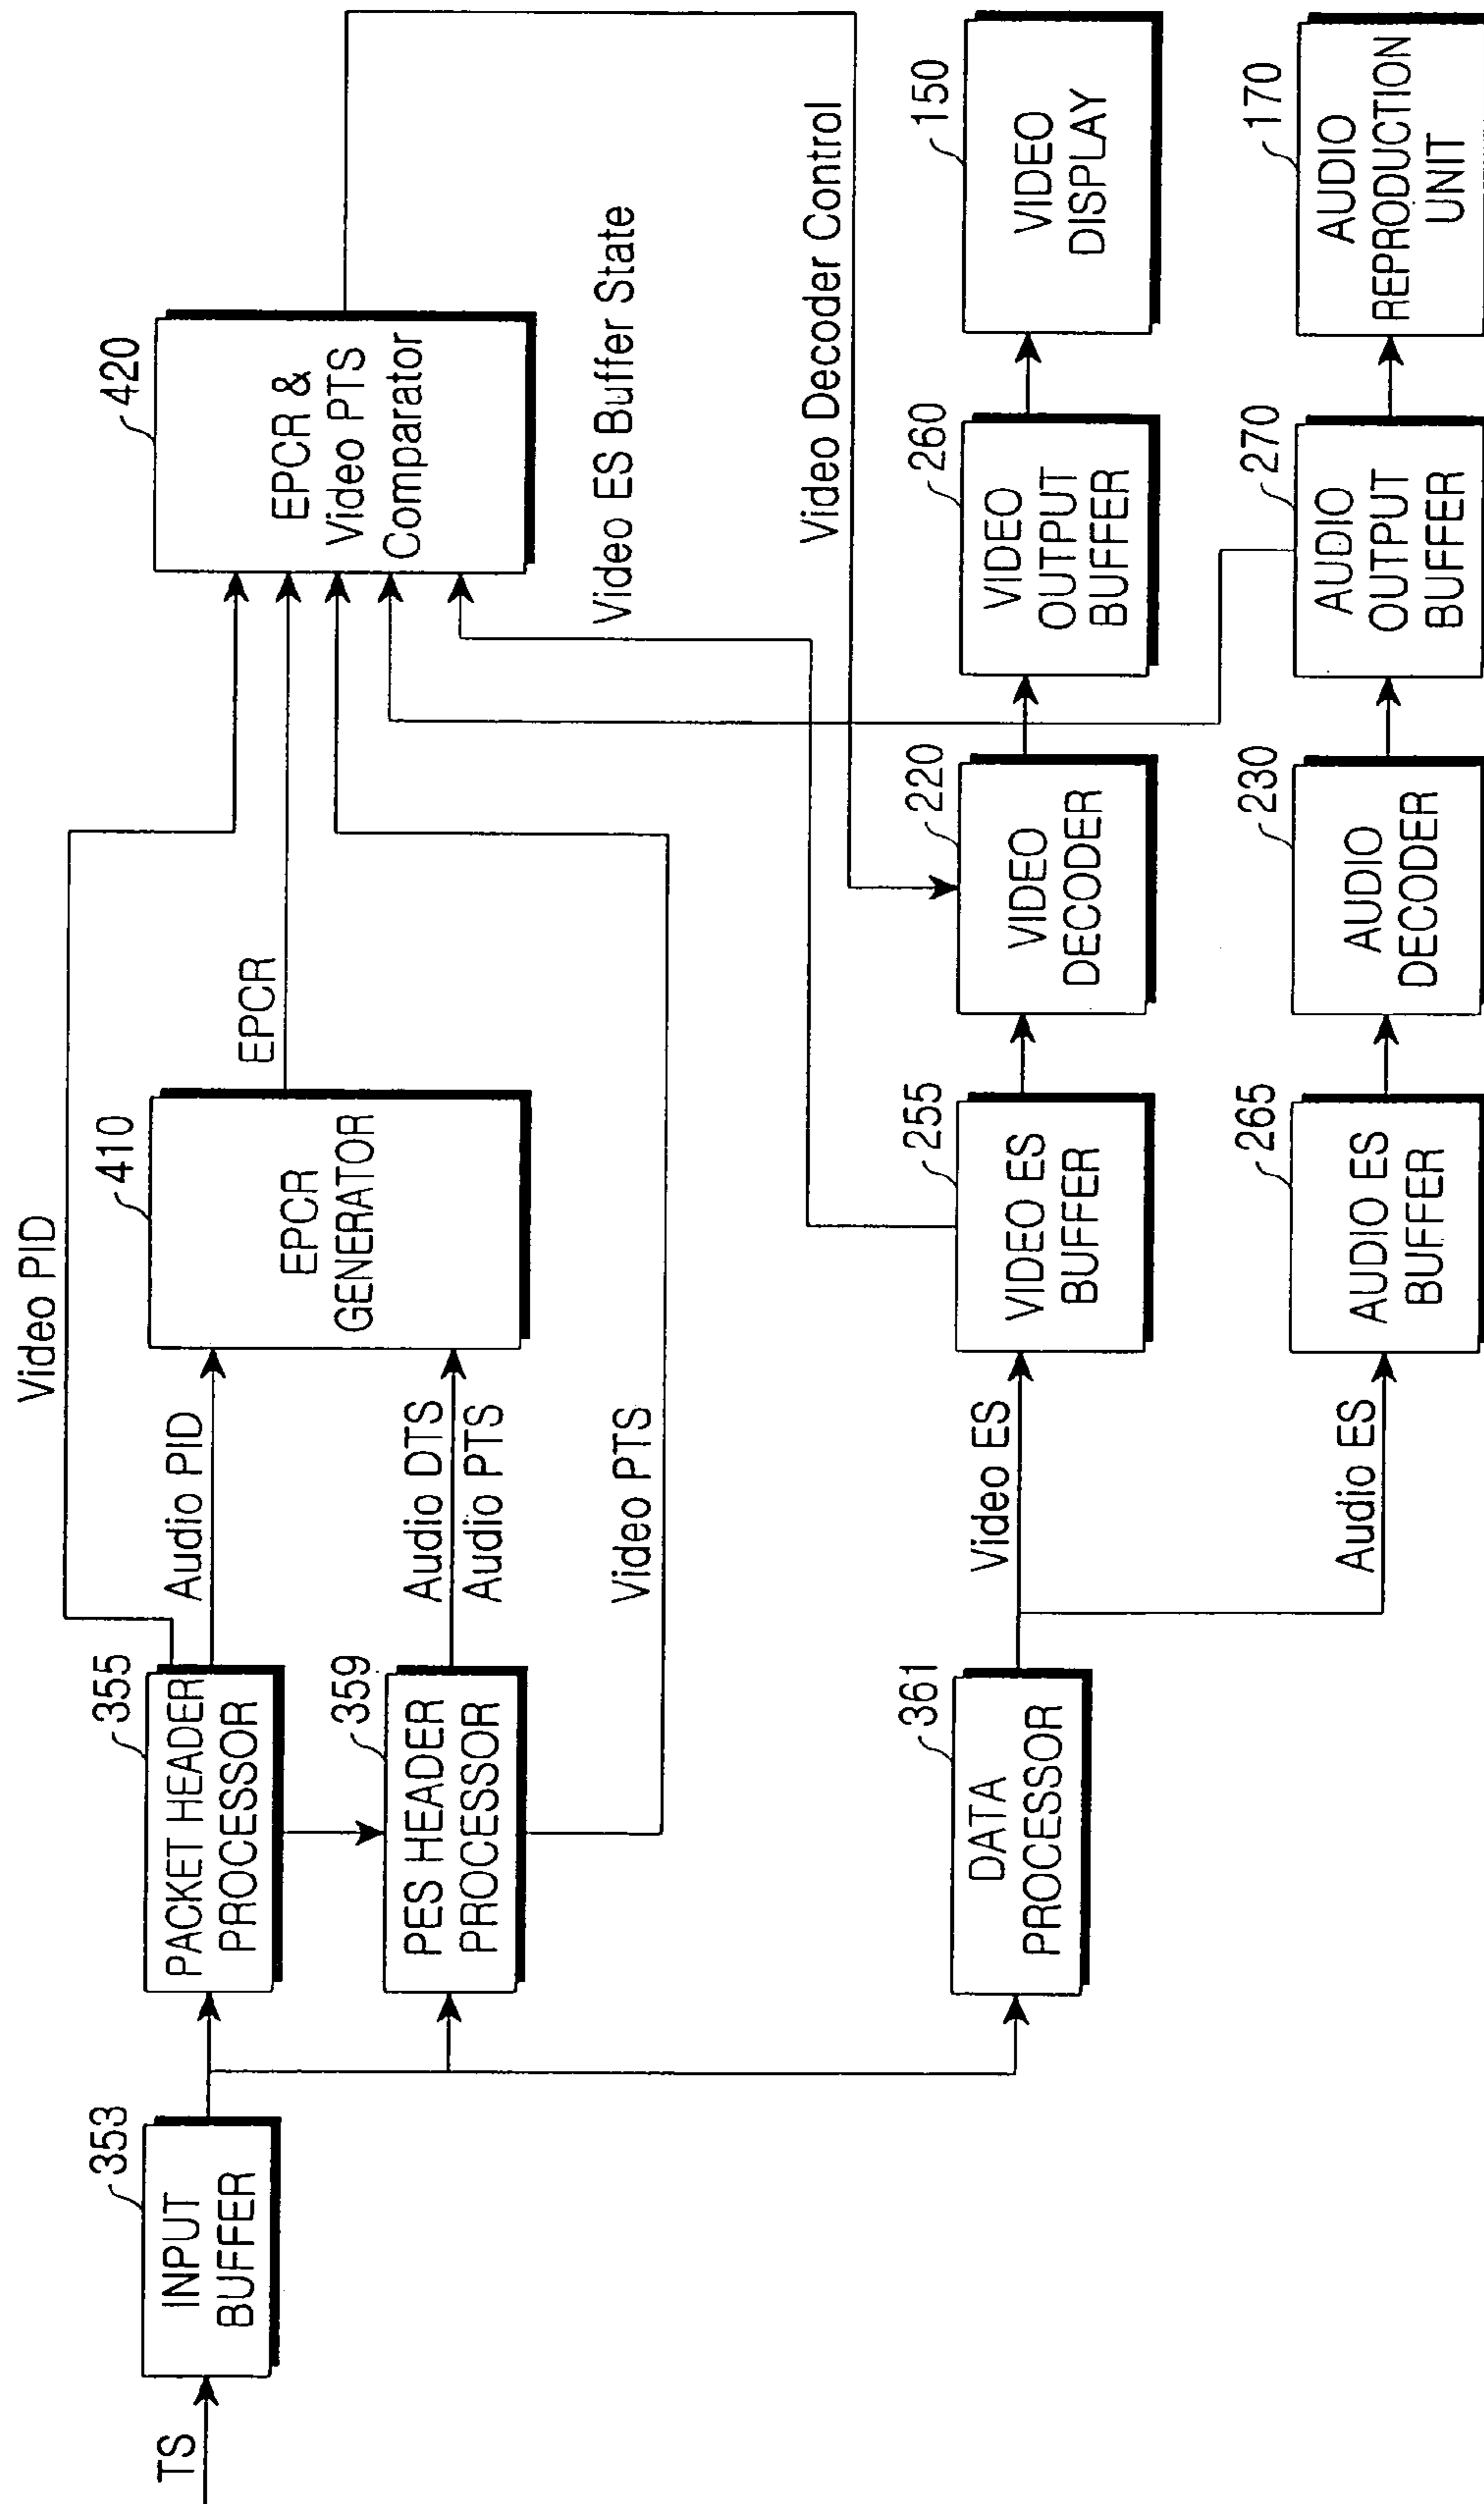 TS
353
INPUT
BUFFER
355
PACKET HEADER
PROCESSOR
359
PES HEADER
PROCESSOR
361
DATA
PROCESSOR
Video PID
Audio PID
Audio DTS
Audio PTS
Video PTS
Video ES
Audio ES
410
EPCR
GENERATOR
EPCR
255
VIDEO ES
BUFFER
265
AUDIO ES
BUFFER
220
VIDEO
DECODER
230
AUDIO
DECODER
420
EPCR &
Video PTS
Comparator
Video ES Buffer State
Video Decoder Control
260
VIDEO
OUTPUT
BUFFER
270
AUDIO
OUTPUT
BUFFER
150
VIDEO
DISPLAY
170
AUDIO
REPRODUCTION
UNIT